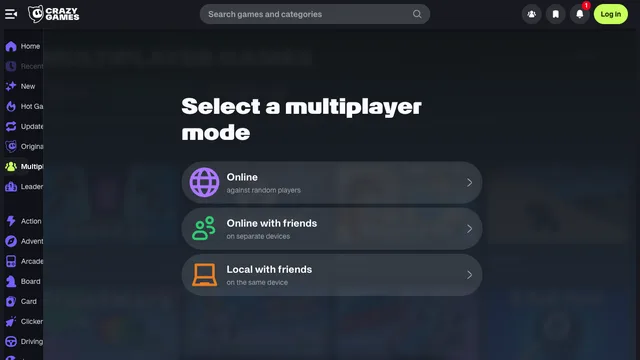 CRAZY
GAMES
Search games and categories
1
Log in
Home
Recent
New
Hot Ga
Update
Origina
Multipl
Leader
Action
Advent
Arcade
Board
Card
Clicker
Driving
Select a multiplayer
mode
Online
against random players
Online with friends
on separate devices
Local with friends
on the same device